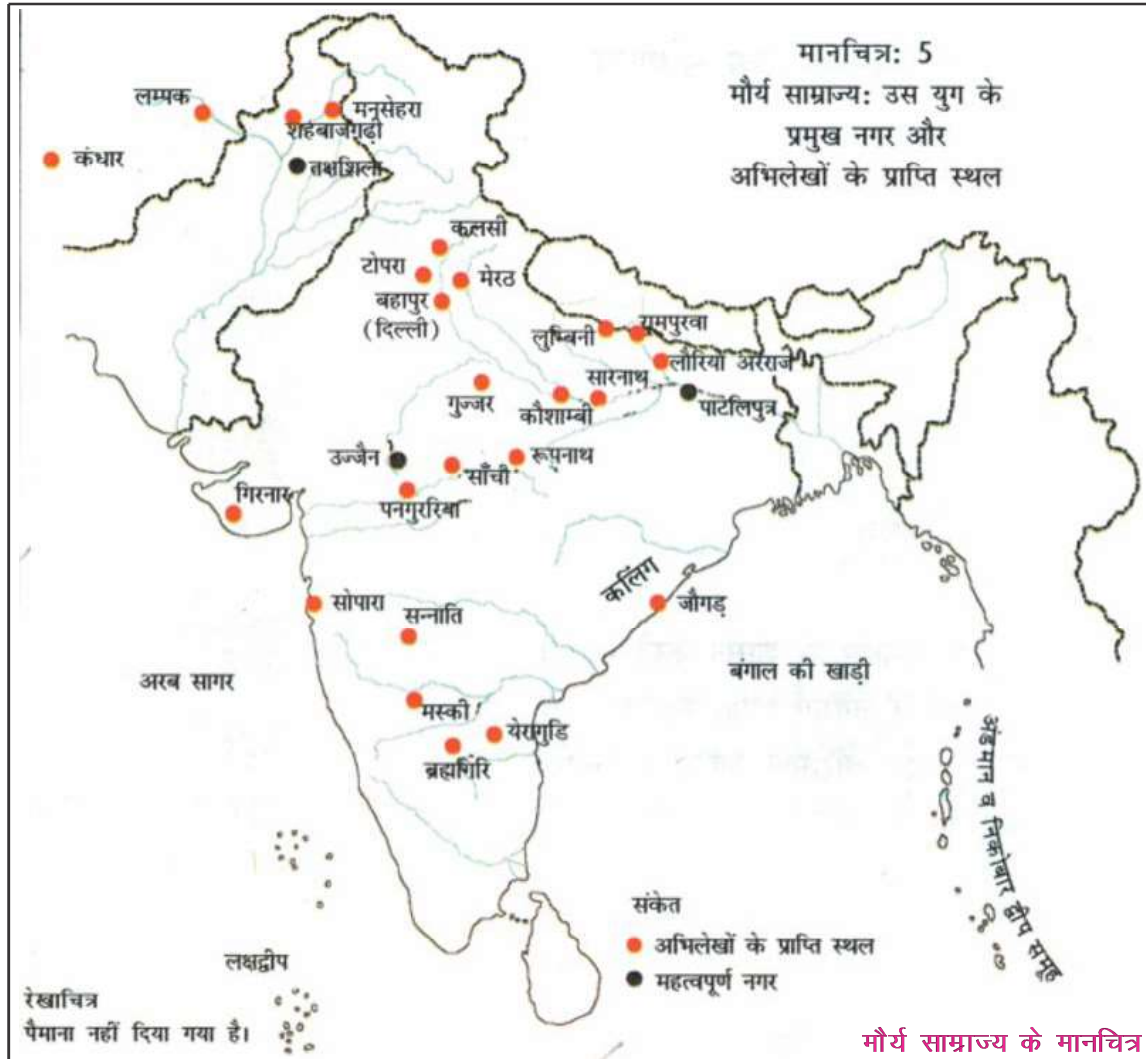 मानचित्र: 5
मौर्य साम्राज्य: उस युग के
प्रमुख नगर और
अभिलेखों के प्राप्ति स्थल
लम्पक
मनसेहरा
शहबाजगढ़ी
कंधार
तक्षशिला
कलसी
टोपरा
मेरठ
बहापुर
(दिल्ली)
लुम्बिनी
रामपुरवा
लौरिया अरराज
सारनाथ
गुज्जर
कौशाम्बी
पाटलिपुत्र
उज्जैन
साँची
रूपनाथ
गिरनार
पनगुररिया
कलिंग
सोपारा
जौगड़
सन्नाति
अरब सागर
बंगाल की खाड़ी
मस्की
येरागुडि
ब्रह्मगिरि
अंडमान व निकोबार द्वीप समूह
संकेत
अभिलेखों के प्राप्ति स्थल
महत्वपूर्ण नगर
लक्षद्वीप
रेखाचित्र
पैमाना नहीं दिया गया है।
मौर्य साम्राज्य के मानचित्र